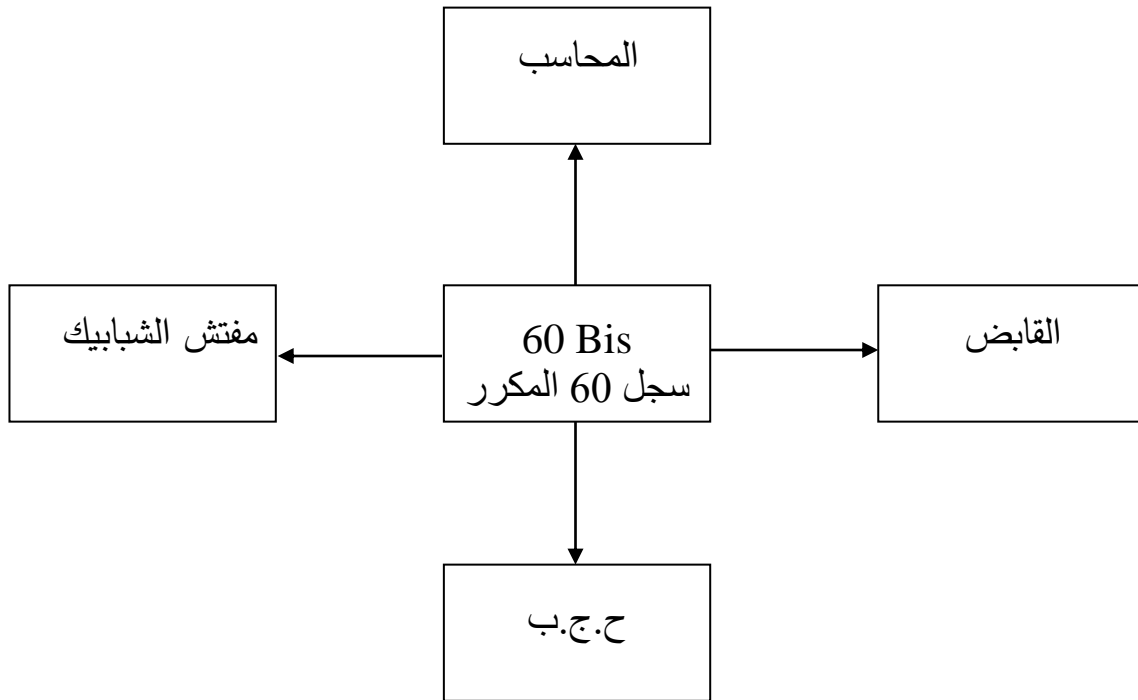 المحاسب
القابض
60 Bis
سجل 60 المكرر
مفتش الشبابيك
ح.ج.ب